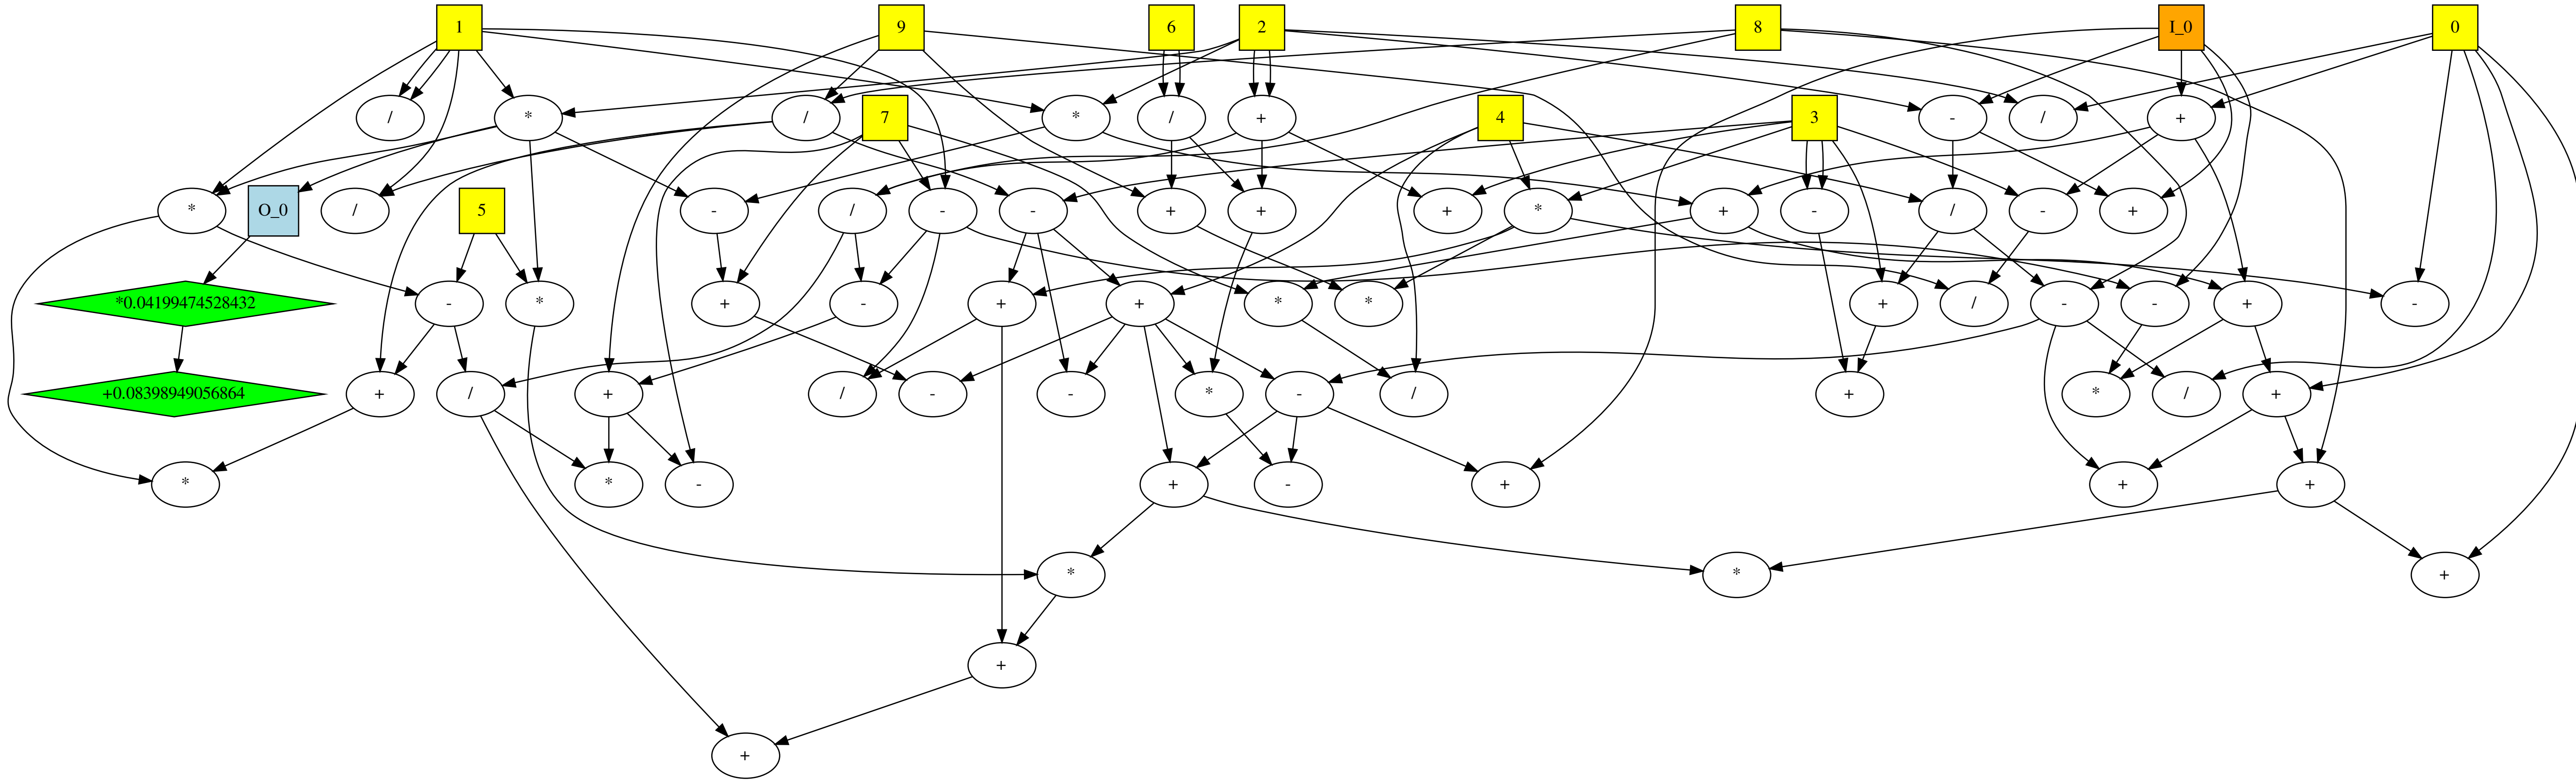 1 9 6 2 8 I_0 0
/ * / 7 * / + 4 3 - / +
* O_0 / 5 - / - - + + + * + - / - +
*0.04199474528432 - * + - + + * * + / - - + -
+0.08398949056864 + / + / - - * - / + * / +
* * - + - + + +
* * +
+
+